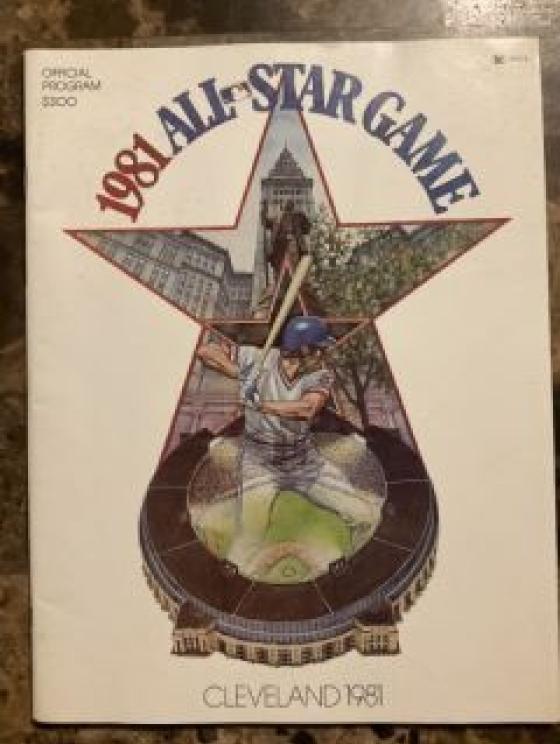 OFFICIAL
PROGRAM
$3.00
1981 ALL-STAR GAME
CLEVELAND 1981